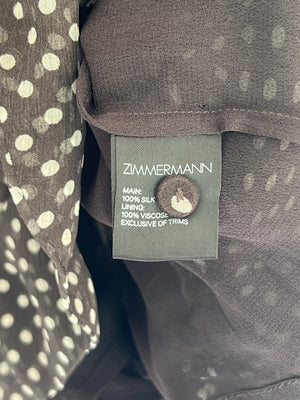 ZIMMERMANN
MAIN:
100% SILK
LINING:
100% VISCOSE
EXCLUSIVE OF TRIMS